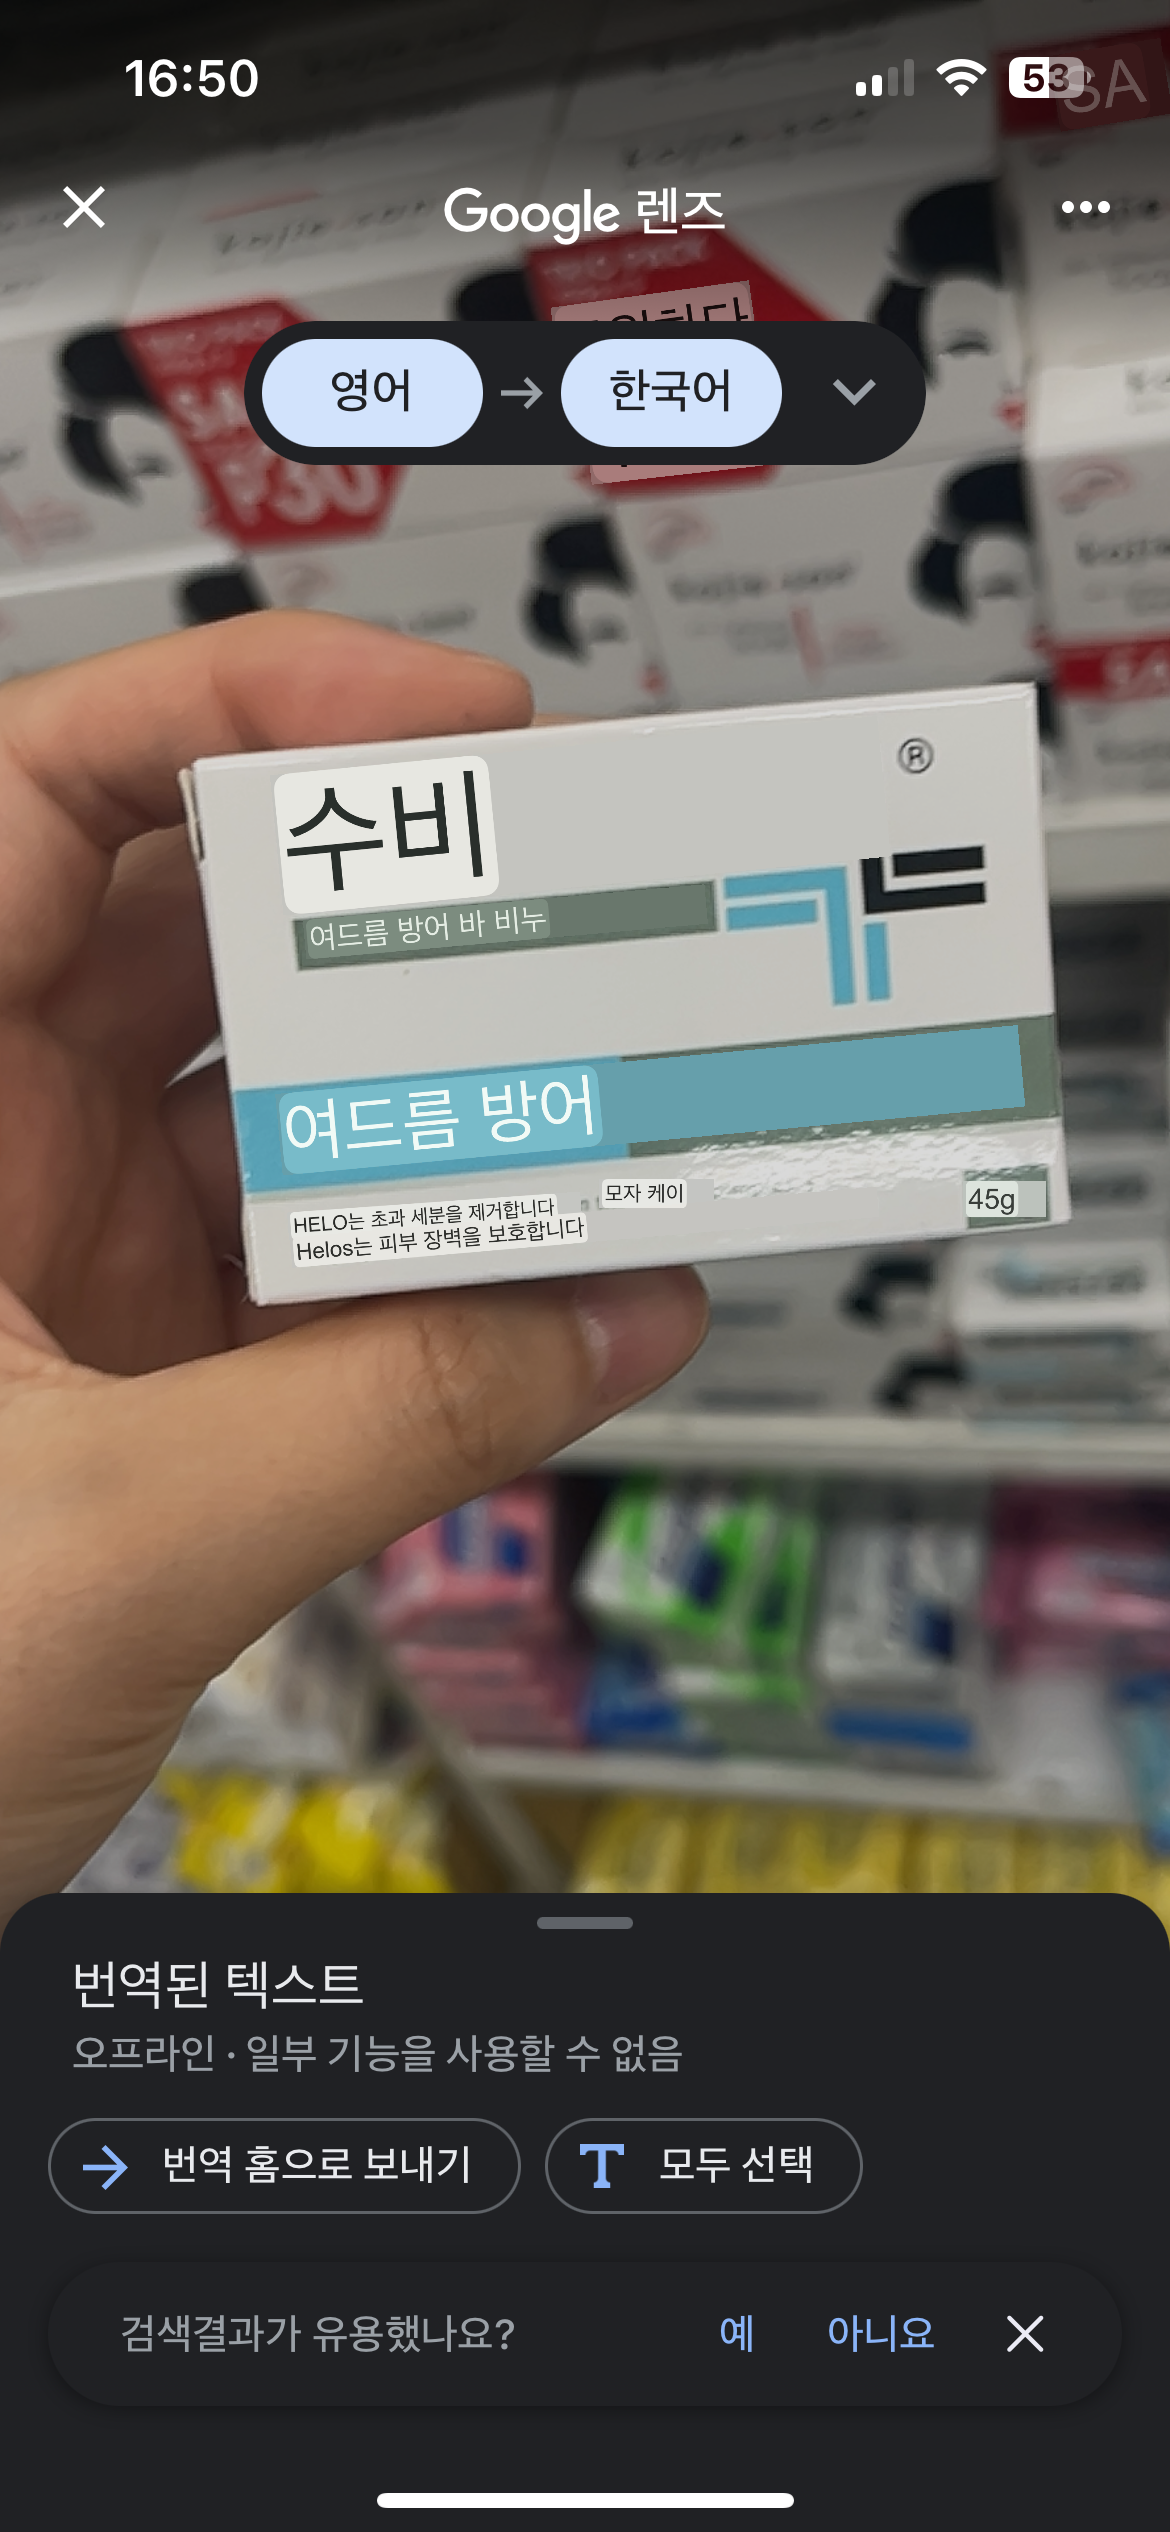 16:50
53
SA
Google 렌즈
영어 → 한국어
₱30
수비
®
여드름 방어 바 비누
여드름 방어
HELO는 초과 세분을 제거합니다
Helos는 피부 장벽을 보호합니다
모자 케이
45g
번역된 텍스트
오프라인 · 일부 기능을 사용할 수 없음
번역 홈으로 보내기
모두 선택
검색결과가 유용했나요?
예
아니요